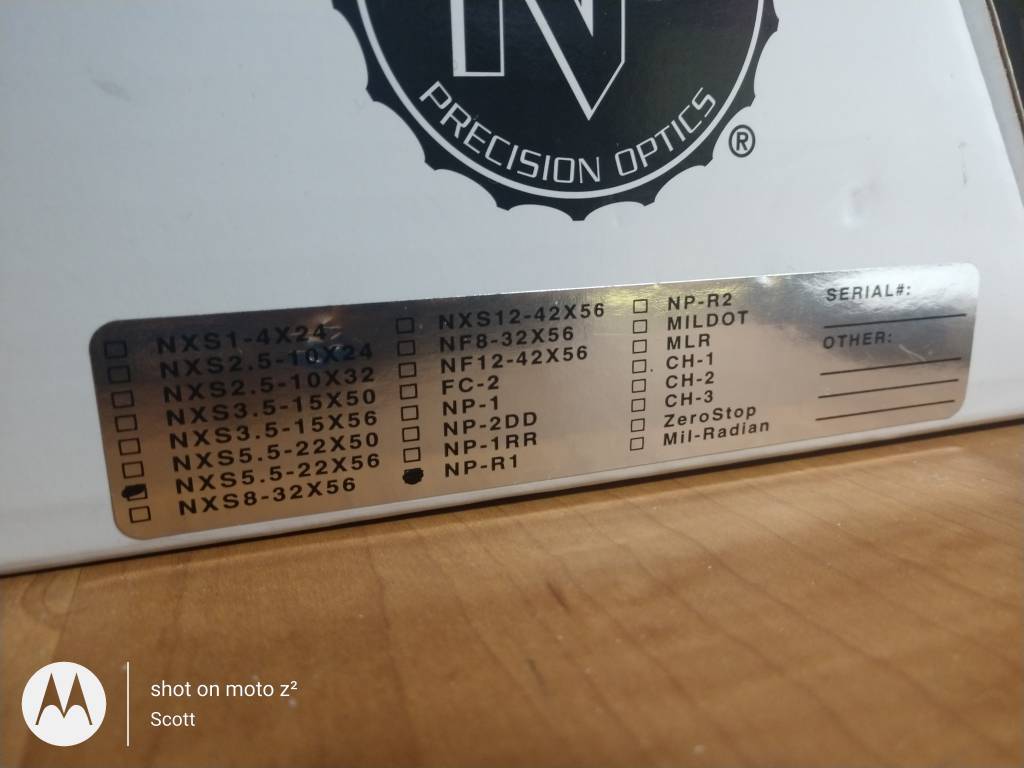 N
PRECISION OPTICS
®
NXS1-4X24
NXS2.5-10X24
NXS2.5-10X32
NXS3.5-15X50
NXS3.5-15X56
NXS5.5-22X50
NXS5.5-22X56
NXS8-32X56
NXS12-42X56
NF8-32X56
NF12-42X56
FC-2
NP-1
NP-2DD
NP-1RR
NP-R1
NP-R2
MILDOT
MLR
CH-1
CH-2
CH-3
ZeroStop
Mil-Radian
SERIAL#:
OTHER:
shot on moto z²
Scott